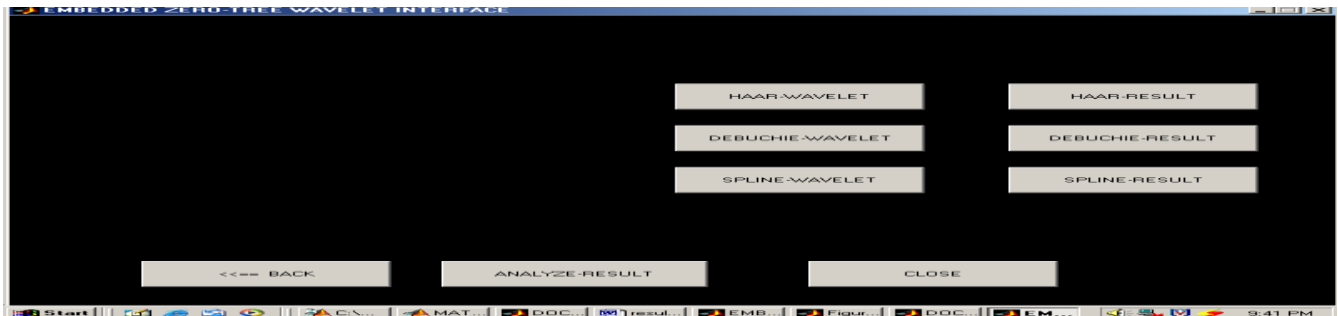 EMBEDDED ZERO-TREE WAVELET INTERFACE
HAAR-WAVELET HAAR-RESULT
DEBUCHIE-WAVELET DEBUCHIE-RESULT
SPLINE-WAVELET SPLINE-RESULT
<<== BACK ANALYZE-RESULT CLOSE
Start C:\... MAT... DOC... resul... EMB... Figur... DOC... EM... 9:41 PM